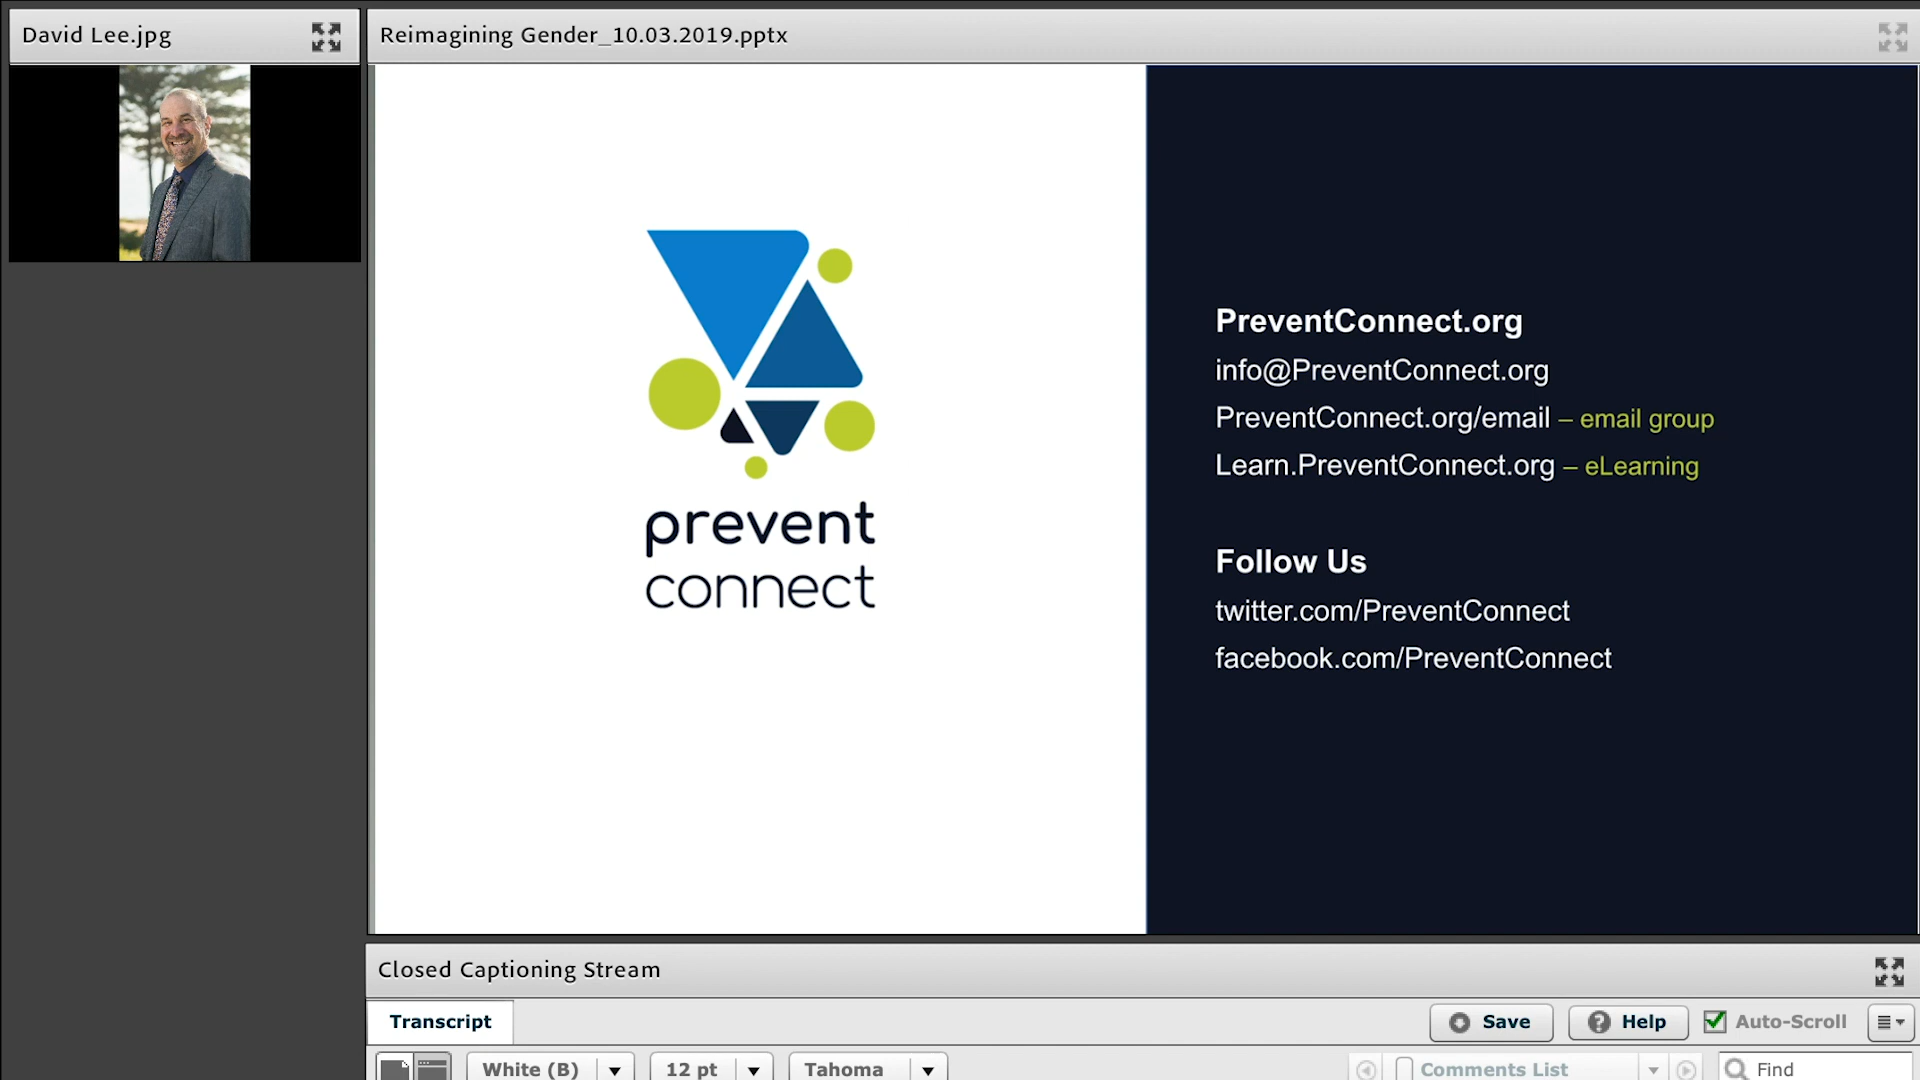 David Lee.jpg
Reimagining Gender_10.03.2019.pptx
prevent
connect
PreventConnect.org
info@PreventConnect.org
PreventConnect.org/email – email group
Learn.PreventConnect.org – eLearning
Follow Us
twitter.com/PreventConnect
facebook.com/PreventConnect
Closed Captioning Stream
Transcript
Save
Help
Auto-Scroll
White (B)
12 pt
Tahoma
Comments List
Find